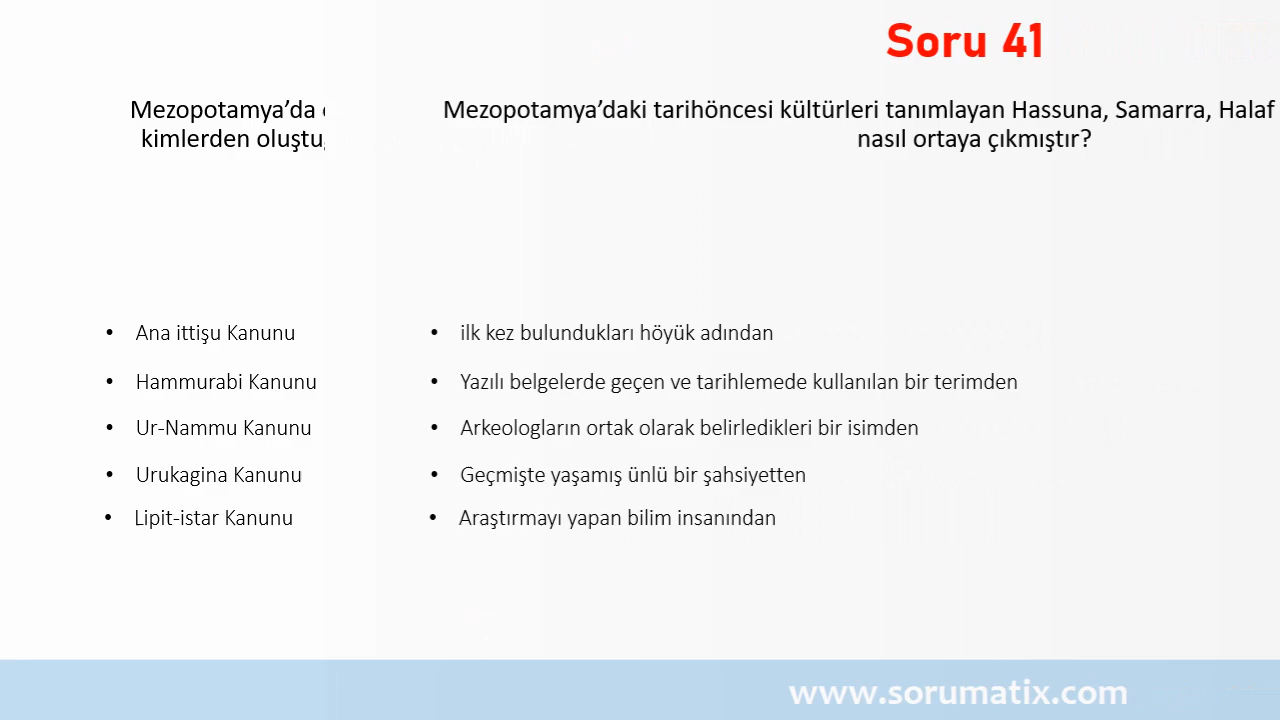 Soru 41
Mezopotamya’da
kimlerden
Mezopotamya’daki tarihöncesi kültürleri tanımlayan Hassuna, Samarra, Halaf
nasıl ortaya çıkmıştır?
• Ana ittişu Kanunu
• Hammurabi Kanunu
• Ur-Nammu Kanunu
• Urukagina Kanunu
• Lipit-istar Kanunu
• ilk kez bulundukları höyük adından
• Yazılı belgelerde geçen ve tarihlemede kullanılan bir terimden
• Arkeologların ortak olarak belirledikleri bir isimden
• Geçmişte yaşamış ünlü bir şahsiyetten
• Araştırmayı yapan bilim insanından
www.sorumatix.com